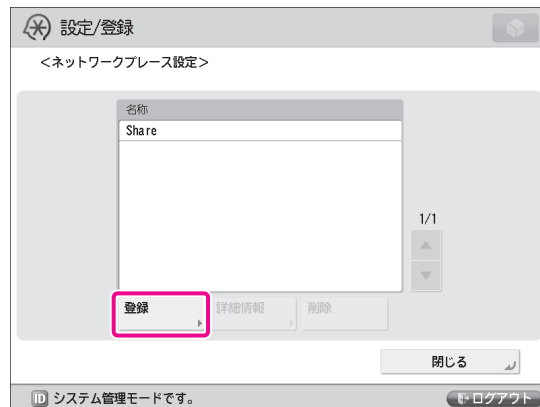 設定/登録
<ネットワークプレース設定>
名称
Share
1/1
登録
詳細情報
削除
閉じる
ID システム管理モードです。
ログアウト